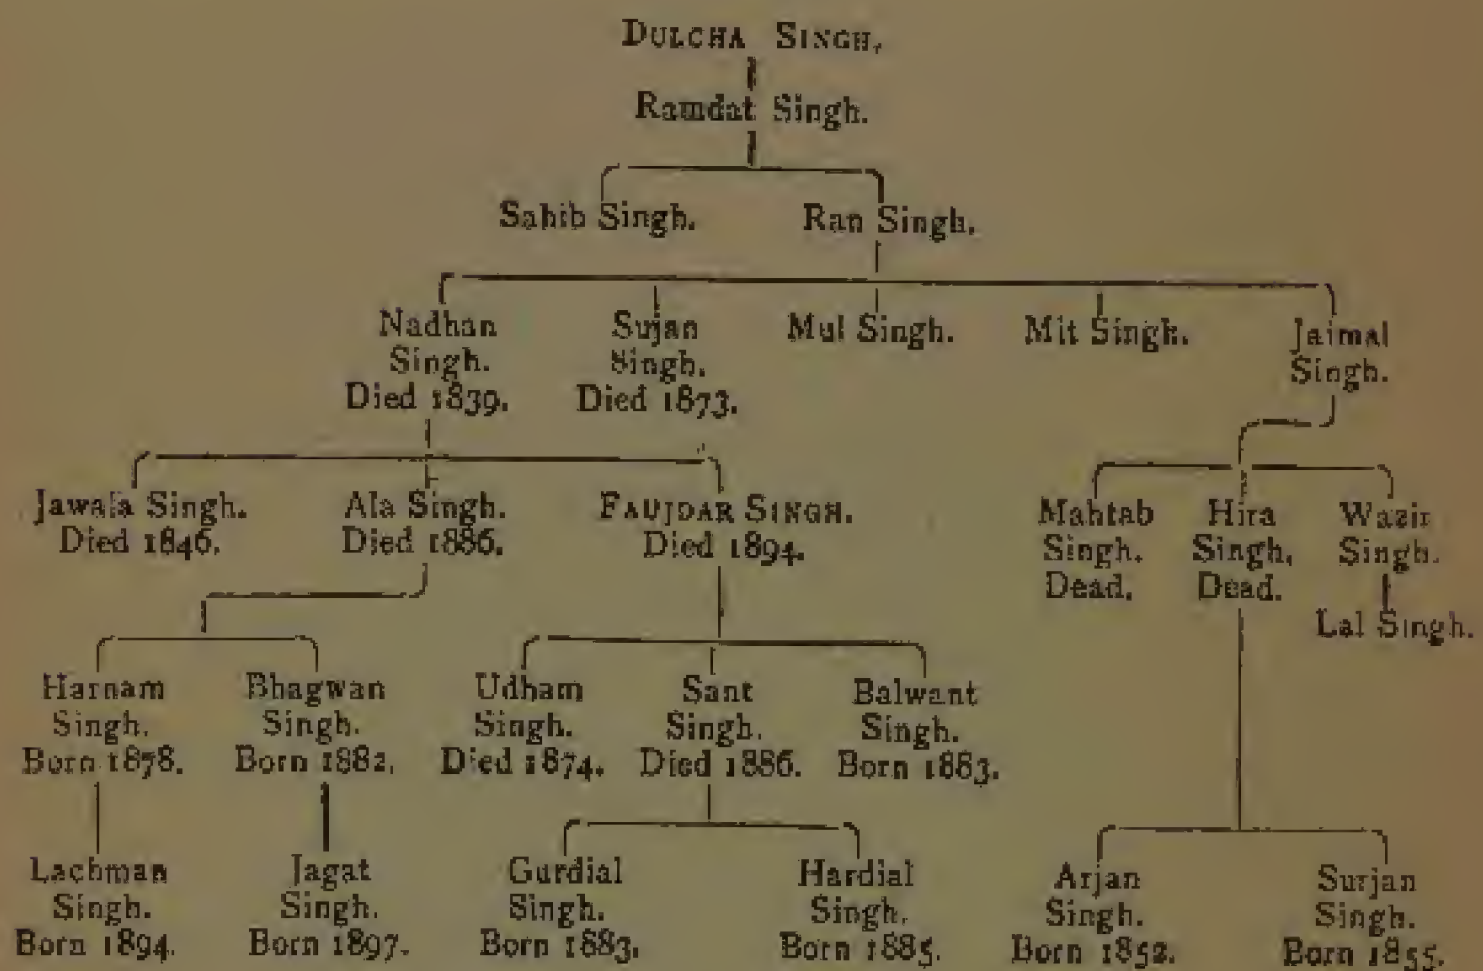 DULCHA SINGH.
Ramdat Singh.
Sahib Singh. Ran Singh.
Nadhan Singh. Died 1839.
Sujan Singh. Died 1873.
Mul Singh.
Mit Singh.
Jaimal Singh.
Jawala Singh. Died 1846.
Ala Singh. Died 1886.
FAUJDAR SINGH. Died 1894.
Mahtab Singh. Dead.
Hira Singh. Dead.
Wazir Singh.
Lal Singh.
Harnam Singh. Born 1878.
Bhagwan Singh. Born 1882.
Udham Singh. Died 1874.
Sant Singh. Died 1886.
Balwant Singh. Born 1883.
Lachman Singh. Born 1894.
Jagat Singh. Born 1897.
Gurdial Singh. Born 1883.
Hardial Singh. Born 1885.
Arjan Singh. Born 1852.
Surjan Singh. Born 1855.